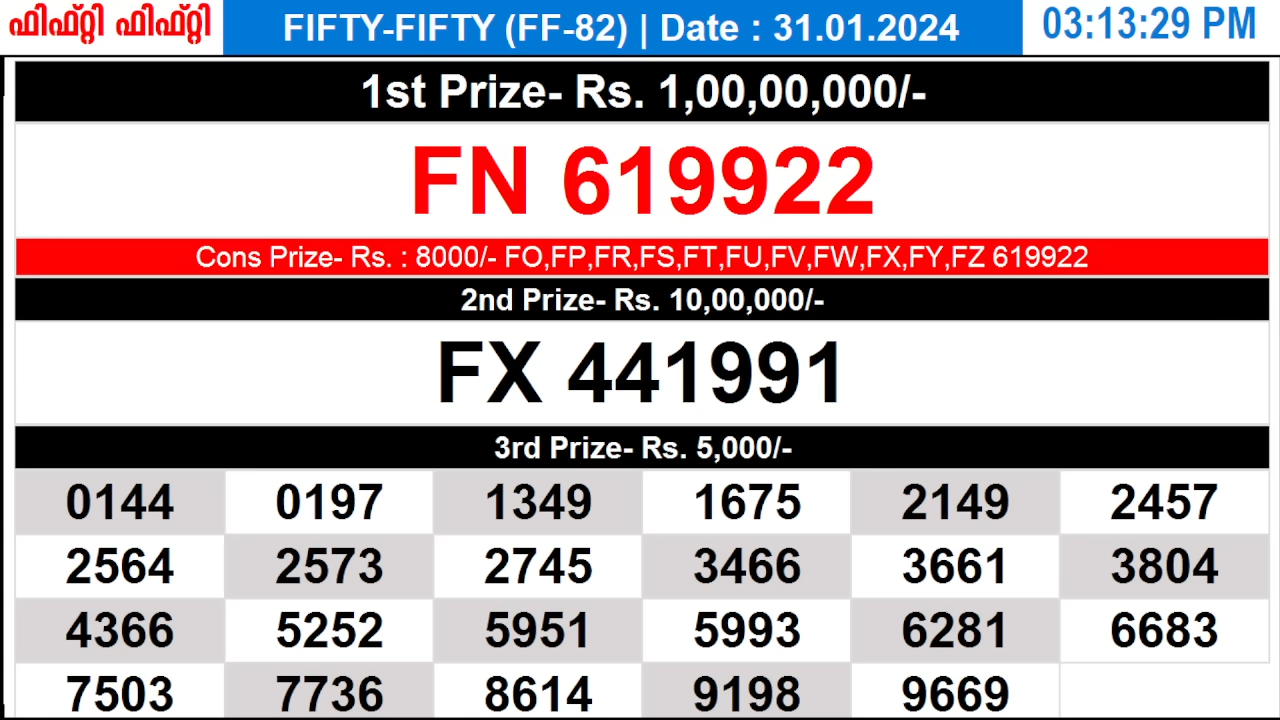 ഫിഫ്റ്റി ഫിഫ്റ്റി FIFTY-FIFTY (FF-82) | Date : 31.01.2024 03:13:29 PM
1st Prize- Rs. 1,00,00,000/-
FN 619922
Cons Prize- Rs. : 8000/- FO,FP,FR,FS,FT,FU,FV,FW,FX,FY,FZ 619922
2nd Prize- Rs. 10,00,000/-
FX 441991
3rd Prize- Rs. 5,000/-
0144 0197 1349 1675 2149 2457
2564 2573 2745 3466 3661 3804
4366 5252 5951 5993 6281 6683
7503 7736 8614 9198 9669